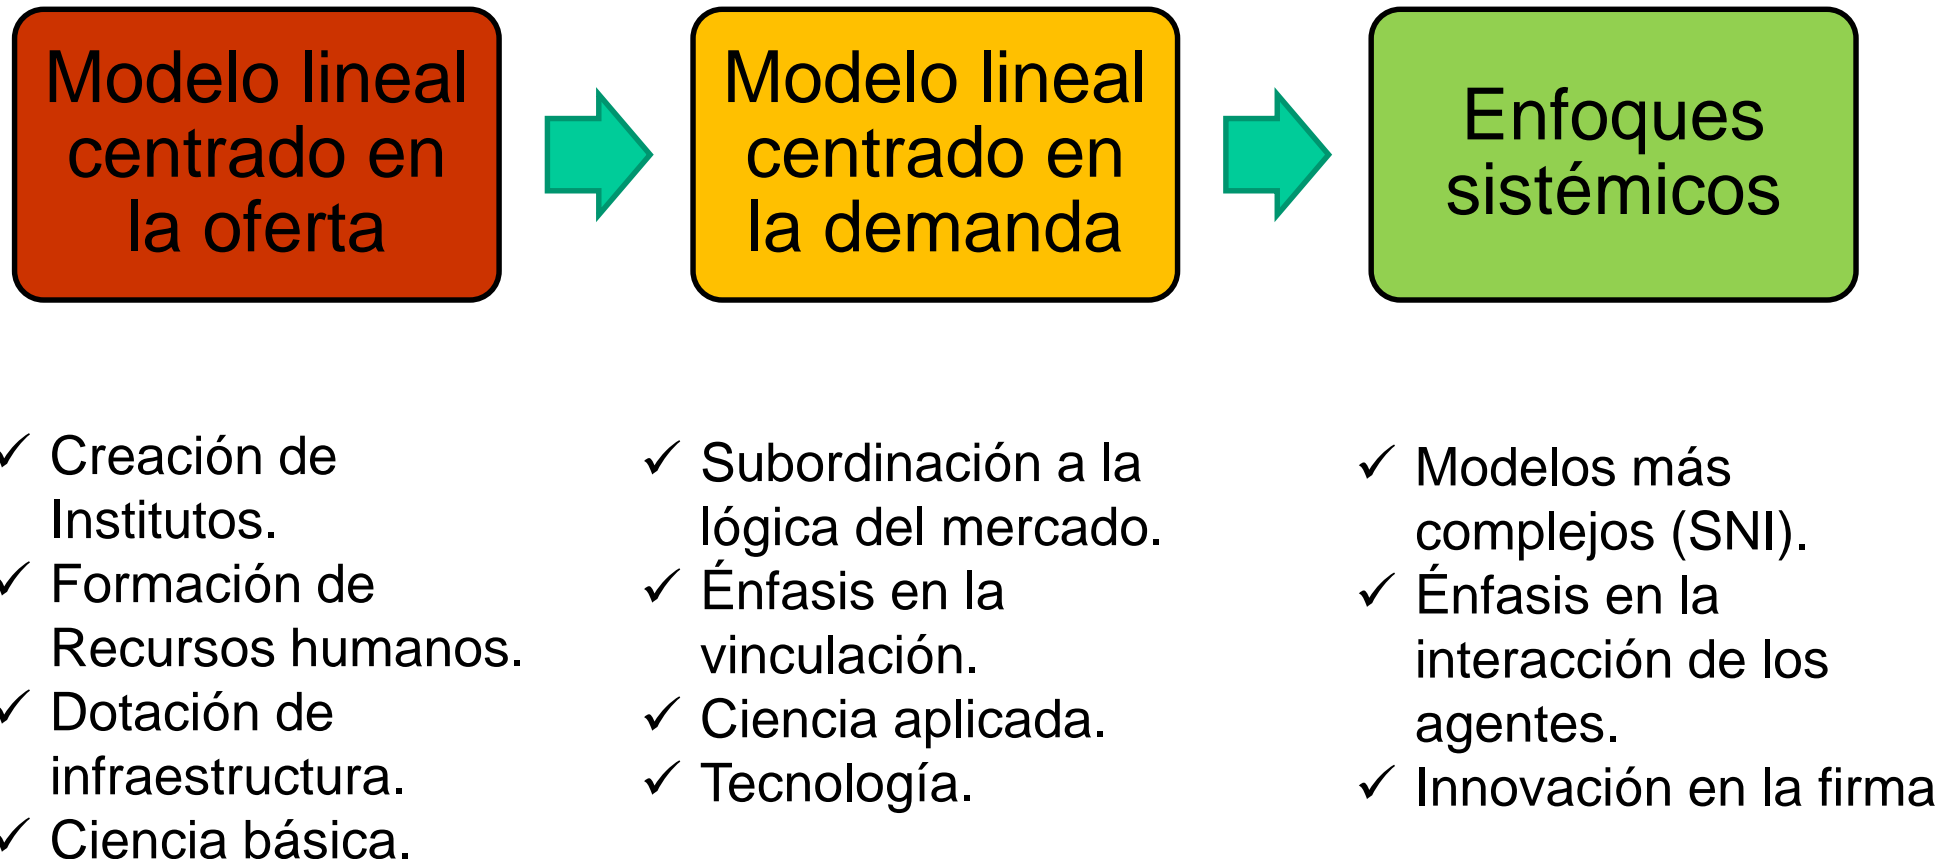 Modelo lineal
centrado en
la oferta
Modelo lineal
centrado en
la demanda
Enfoques
sistémicos
✓ Creación de
Institutos.
✓ Formación de
Recursos humanos.
✓ Dotación de
infraestructura.
✓ Ciencia básica.
✓ Subordinación a la
lógica del mercado.
✓ Énfasis en la
vinculación.
✓ Ciencia aplicada.
✓ Tecnología.
✓ Modelos más
complejos (SNI).
✓ Énfasis en la
interacción de los
agentes.
✓ Innovación en la firma